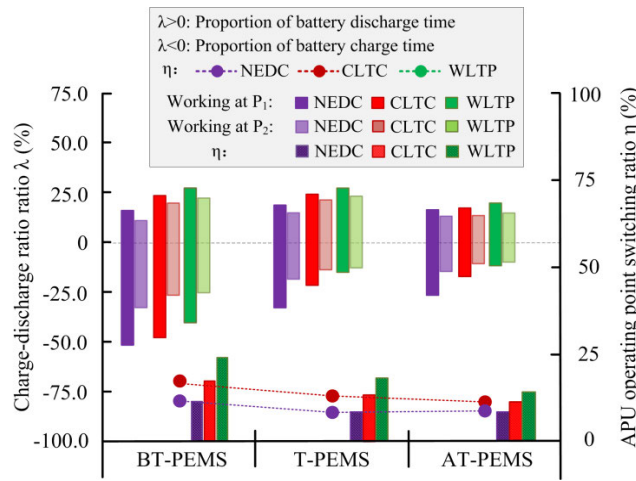 λ>0: Proportion of battery discharge time
λ<0: Proportion of battery charge time
η: NEDC CLTC WLTP
Working at P₁: NEDC CLTC WLTP
Working at P₂: NEDC CLTC WLTP
η: NEDC CLTC WLTP
Charge-discharge ratio ratio λ (%)
75.0
50.0
25.0
0
-25.0
-50.0
-75.0
-100.0
BT-PEMS T-PEMS AT-PEMS
100
75
50
25
0
APU operating point switching ratio η (%)